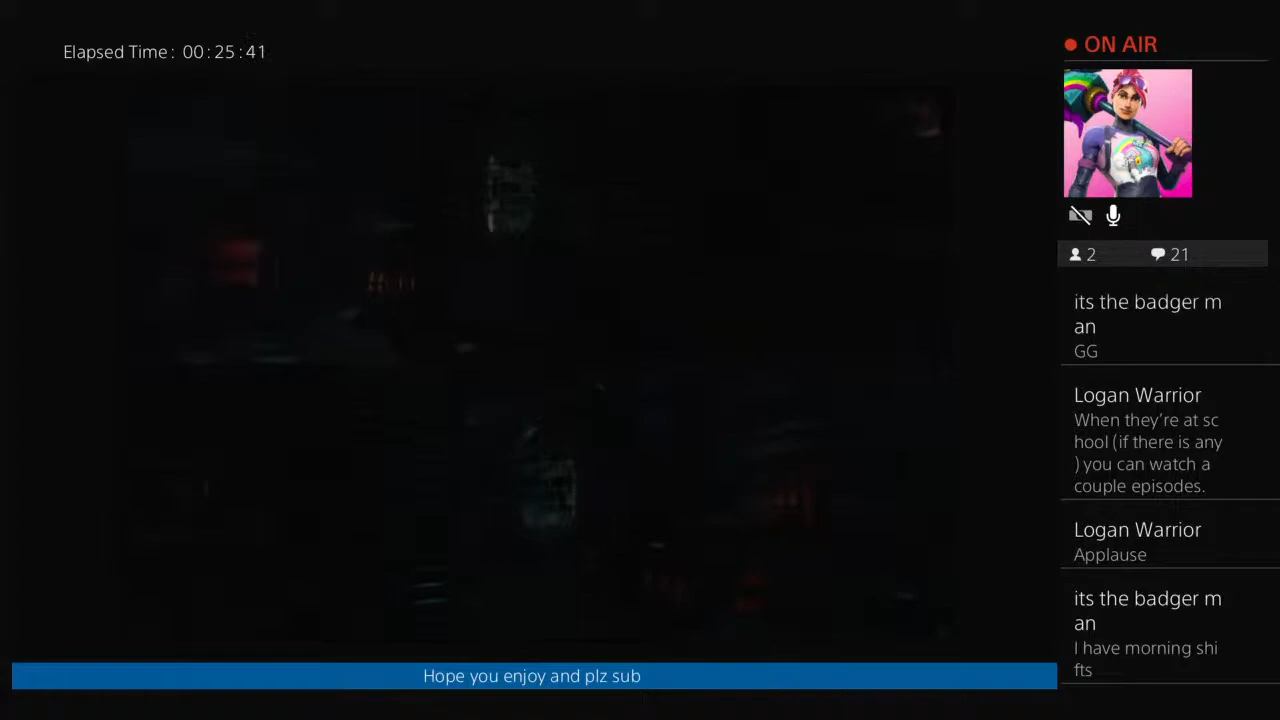 Elapsed Time: 00:25:41
ON AIR
2 21
its the badger m
an
GG
Logan Warrior
When they're at sc
hool (if there is any
) you can watch a
couple episodes.
Logan Warrior
Applause
its the badger m
an
I have morning shi
fts
Hope you enjoy and plz sub